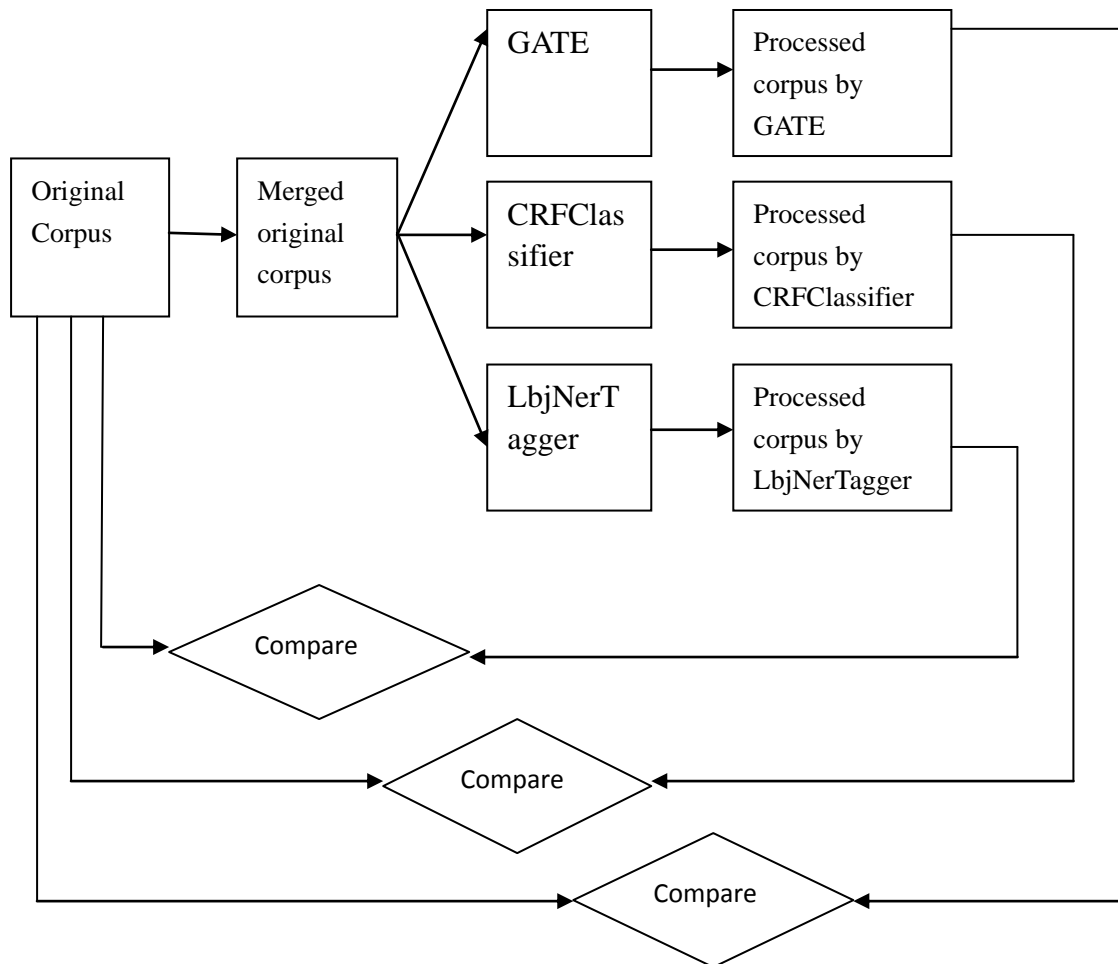 GATE
Processed
corpus by
GATE
Original
Corpus
Merged
original
corpus
CRFClas
sifier
Processed
corpus by
CRFClassifier
LbjNerT
agger
Processed
corpus by
LbjNerTagger
Compare
Compare
Compare